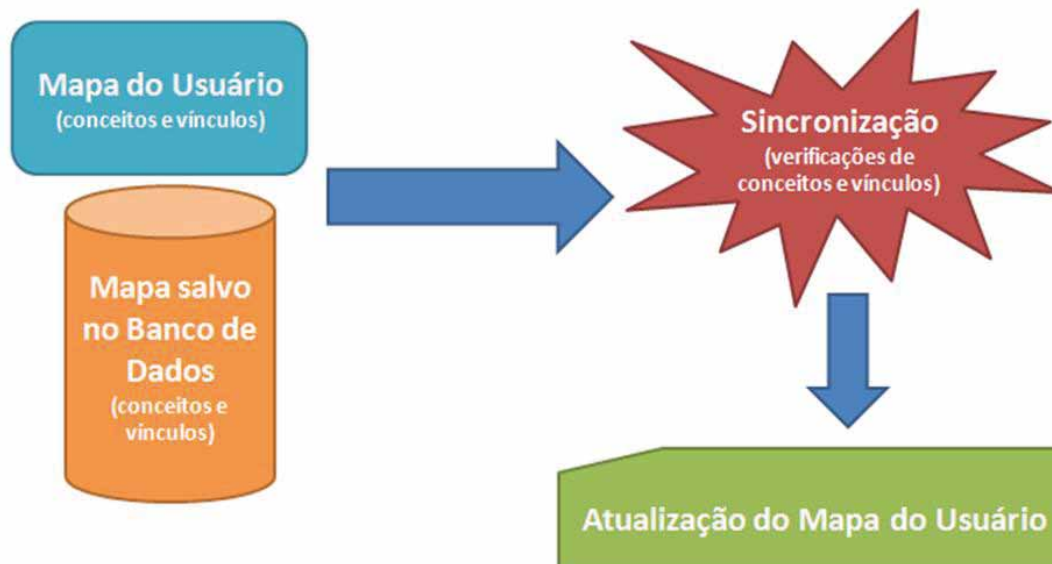 Mapa do Usuário
(conceitos e vínculos)
Mapa salvo
no Banco de
Dados
(conceitos e
vínculos)
Sincronização
(verificações de
conceitos e vínculos)
Atualização do Mapa do Usuário